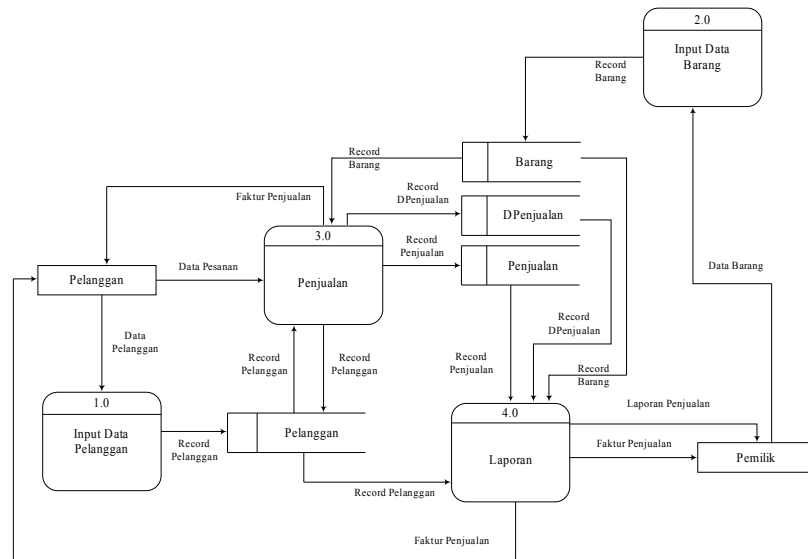 2.0
Input Data
Barang
Record
Barang
Record
Barang
Barang
Faktur Penjualan
Record
DPenjualan
DPenjualan
3.0
Penjualan
Record
Penjualan
Penjualan
Pelanggan
Data Pesanan
Data Barang
Data
Pelanggan
Record
Pelanggan
Record
Pelanggan
Record
Penjualan
Record
DPenjualan
Record
Barang
1.0
Input Data
Pelanggan
Record
Pelanggan
Pelanggan
4.0
Laporan
Laporan Penjualan
Faktur Penjualan
Pemilik
Record Pelanggan
Faktur Penjualan